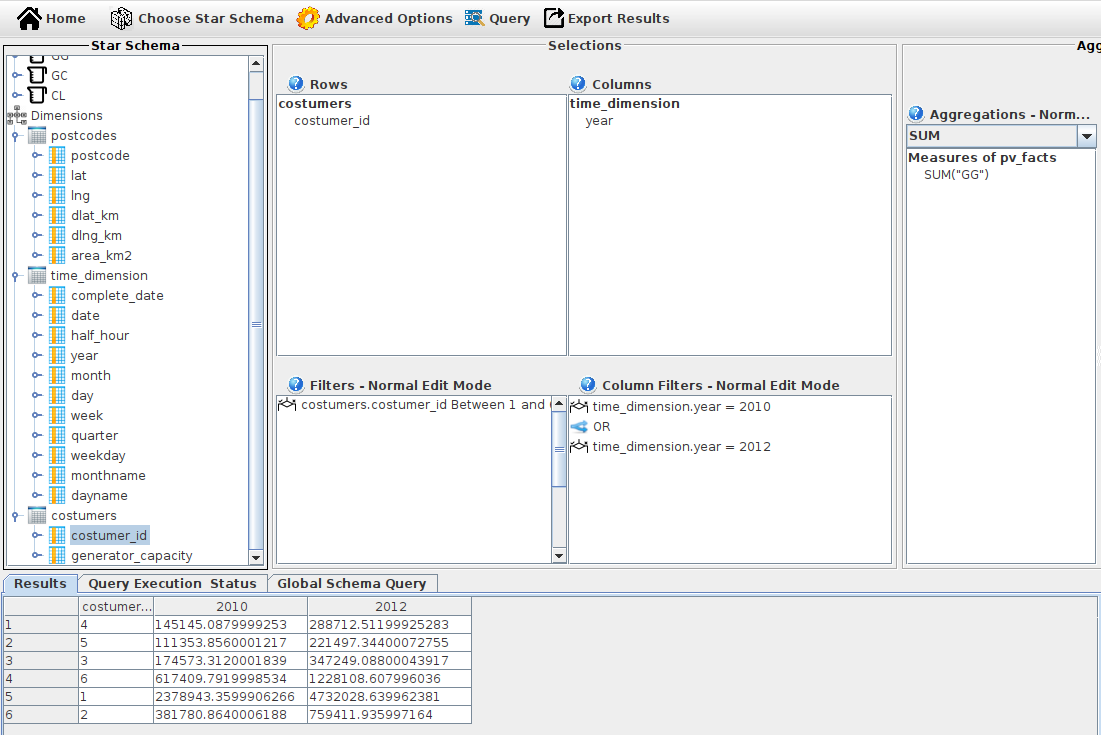 Home Choose Star Schema Advanced Options Query Export Results
Star Schema
GG
GC
CL
Dimensions
postcodes
postcode
lat
lng
dlat_km
dlng_km
area_km2
time_dimension
complete_date
date
half_hour
year
month
day
week
quarter
weekday
monthname
dayname
costumers
costumer_id
generator_capacity
Selections
Rows
costumers
costumer_id
Columns
time_dimension
year
Filters - Normal Edit Mode
costumers.costumer_id Between 1 and
Column Filters - Normal Edit Mode
time_dimension.year = 2010
OR
time_dimension.year = 2012
Agg
Aggregations - Norm...
SUM
Measures of pv_facts
SUM("GG")
Results Query Execution Status Global Schema Query
costumer... 2010 2012
1 4 145145.0879999253 288712.51199925283
2 5 111353.8560001217 221497.34400072755
3 3 174573.3120001839 347249.08800043917
4 6 617409.7919998534 1228108.607996036
5 1 2378943.3599906266 4732028.639962381
6 2 381780.8640006188 759411.935997164